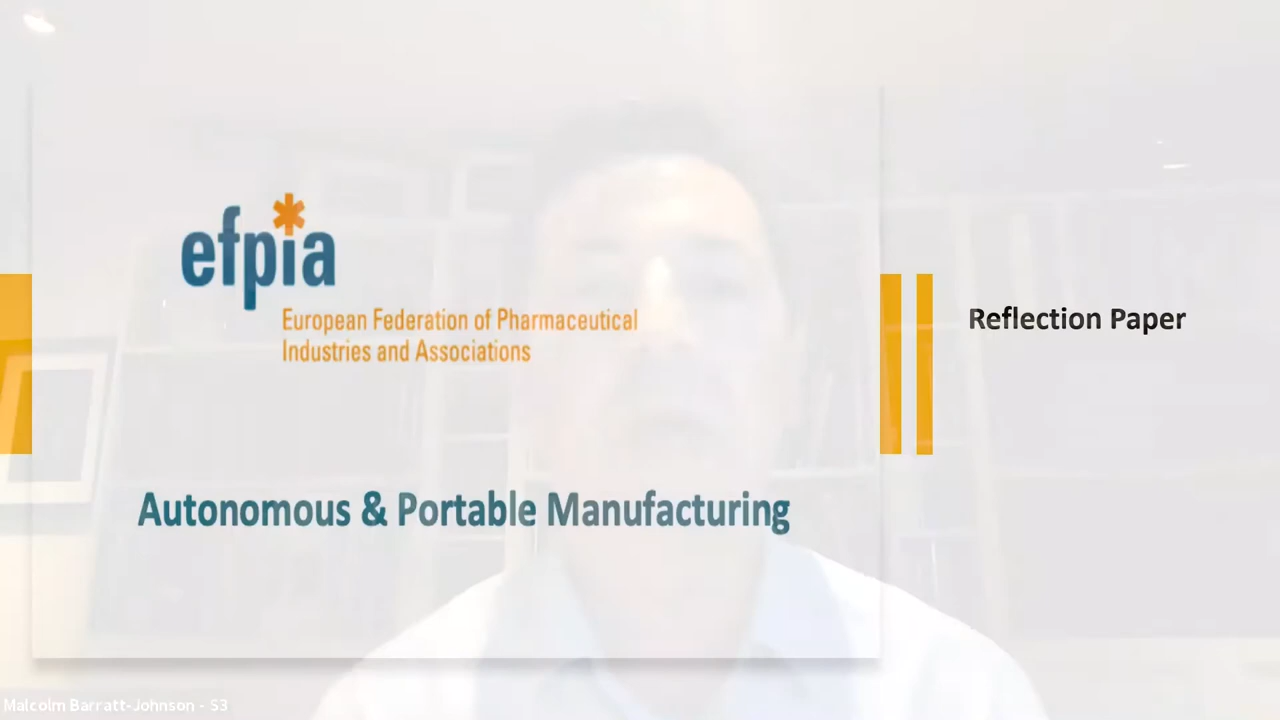 efpia
European Federation of Pharmaceutical
Industries and Associations
Reflection Paper
Autonomous & Portable Manufacturing
Malcolm Barratt-Johnson - S3